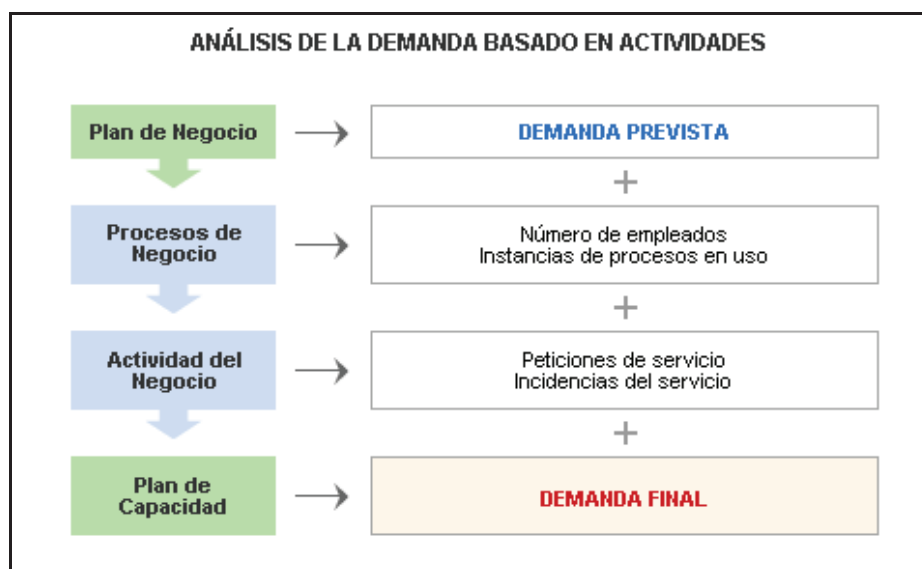 ANÁLISIS DE LA DEMANDA BASADO EN ACTIVIDADES
Plan de Negocio
DEMANDA PREVISTA
+
Procesos de
Negocio
Número de empleados
Instancias de procesos en uso
+
Actividad del
Negocio
Peticiones de servicio
Incidencias del servicio
+
Plan de
Capacidad
DEMANDA FINAL